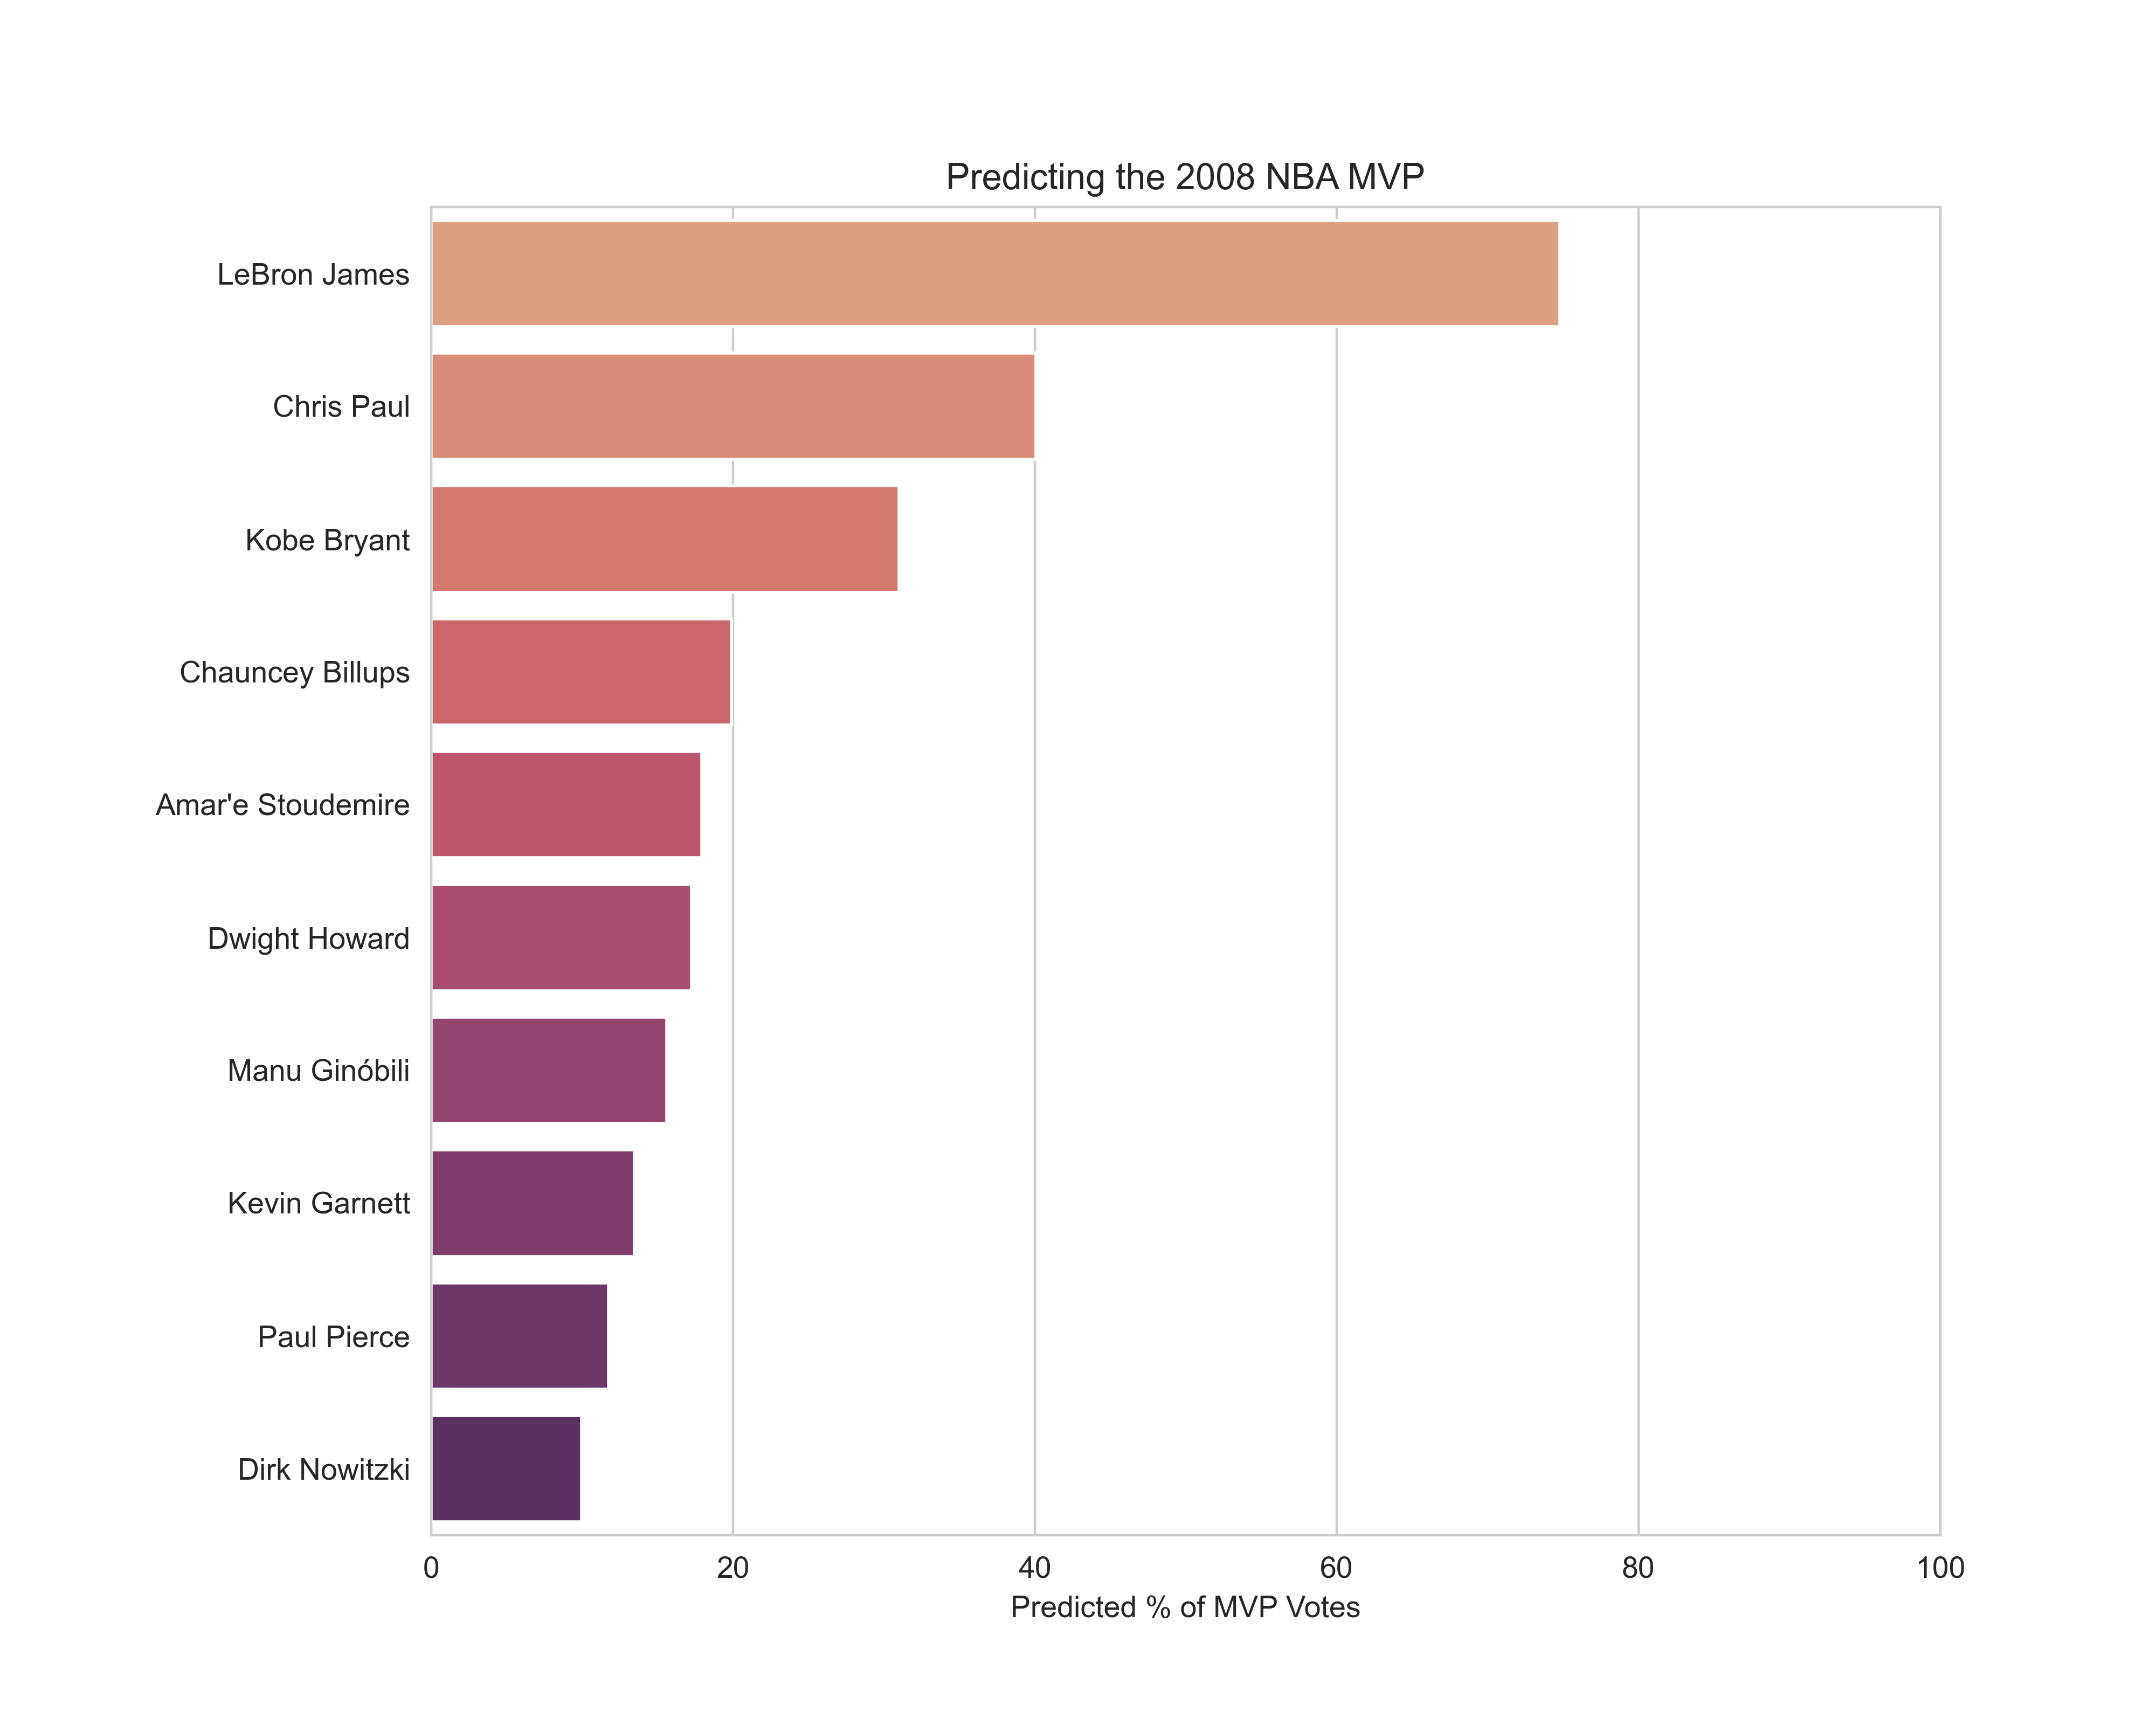 Predicting the 2008 NBA MVP
LeBron James
Chris Paul
Kobe Bryant
Chauncey Billups
Amar'e Stoudemire
Dwight Howard
Manu Ginóbili
Kevin Garnett
Paul Pierce
Dirk Nowitzki
0 20 40 60 80 100
Predicted % of MVP Votes